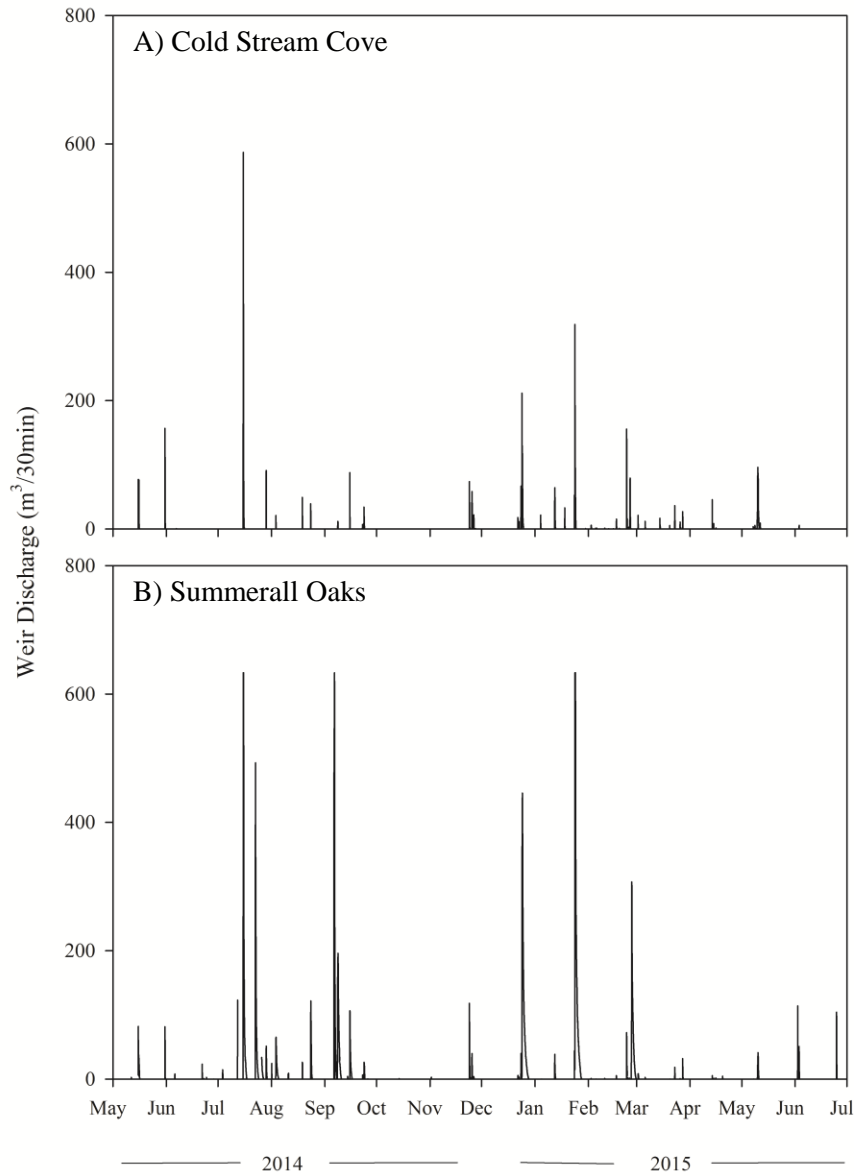 800
A) Cold Stream Cove
600
400
200
0
Weir Discharge (m³/30min)
800
B) Summerall Oaks
600
400
200
0
May Jun Jul Aug Sep Oct Nov Dec Jan Feb Mar Apr May Jun Jul
2014 2015